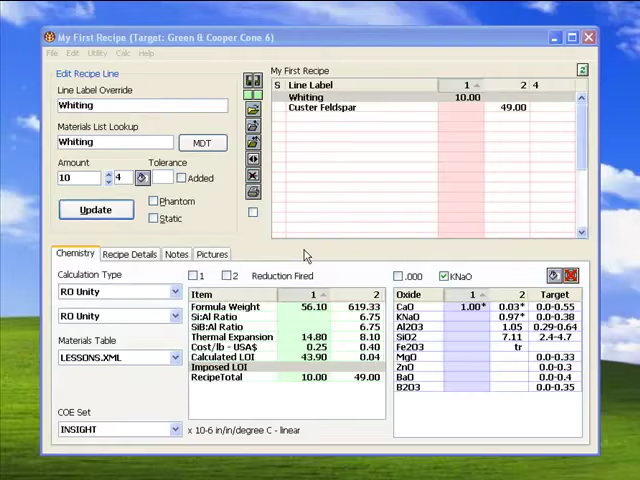 My First Recipe (Target: Green & Cooper Cone 6)
File Edit Utility Calc Help
Edit Recipe Line
Line Label Override
Whiting
Materials List Lookup
Whiting MDT
Amount Tolerance
10 4 Added
Update Phantom
Static
My First Recipe
S Line Label 1 2 4
Whiting 10.00
Custer Feldspar 49.00
Chemistry Recipe Details Notes Pictures
Calculation Type
RO Unity
RO Unity
Materials Table
LESSONS.XML
COE Set
INSIGHT x 10-6 in/in/degree C - linear
1 2 Reduction Fired
Item 1 2
Formula Weight 56.10 619.33
Si:Al Ratio 6.75
SiB:Al Ratio 6.75
Thermal Expansion 14.80 8.10
Cost/kg - USA$ 0.25 0.40
Calculated LOI 43.90 0.04
Imposed LOI
RecipeTotal 10.00 49.00
.000 KNaO
Oxide 1 2 Target
CaO 1.00* 0.03* 0.0-0.55
KNaO 0.97* 0.0-0.38
Al2O3 1.05 0.29-0.64
SiO2 7.11 2.4-4.7
Fe2O3 tr
MgO 0.0-0.33
ZnO 0.0-0.3
BaO 0.0-0.4
B2O3 0.0-0.35